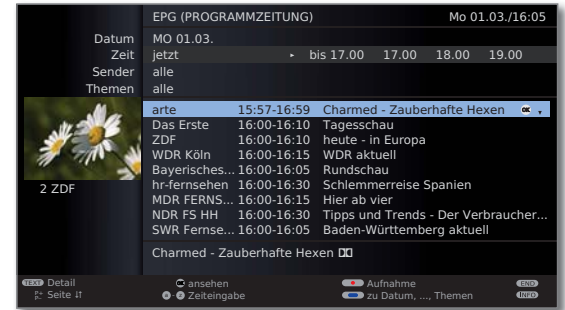 EPG (PROGRAMMZEITUNG) Mo 01.03./16:05
Datum MO 01.03.
Zeit jetzt ▸ bis 17.00 17.00 18.00 19.00
Sender alle
Themen alle
arte 15:57-16:59 Charmed - Zauberhafte Hexen OK
Das Erste 16:00-16:10 Tagesschau
ZDF 16:00-16:10 heute - in Europa
WDR Köln 16:00-16:15 WDR aktuell
Bayerisches... 16:00-16:05 Rundschau
hr-fernsehen 16:00-16:30 Schlemmerreise Spanien
MDR FERNS... 16:00-16:15 Hier ab vier
NDR FS HH 16:00-16:30 Tipps und Trends - Der Verbraucher...
SWR Fernse... 16:00-16:05 Baden-Württemberg aktuell
2 ZDF
Charmed - Zauberhafte Hexen
TEXT Detail OK ansehen Aufnahme END
P+ P- Seite ↓↑ 0-9 Zeiteingabe zu Datum, ..., Themen INFO